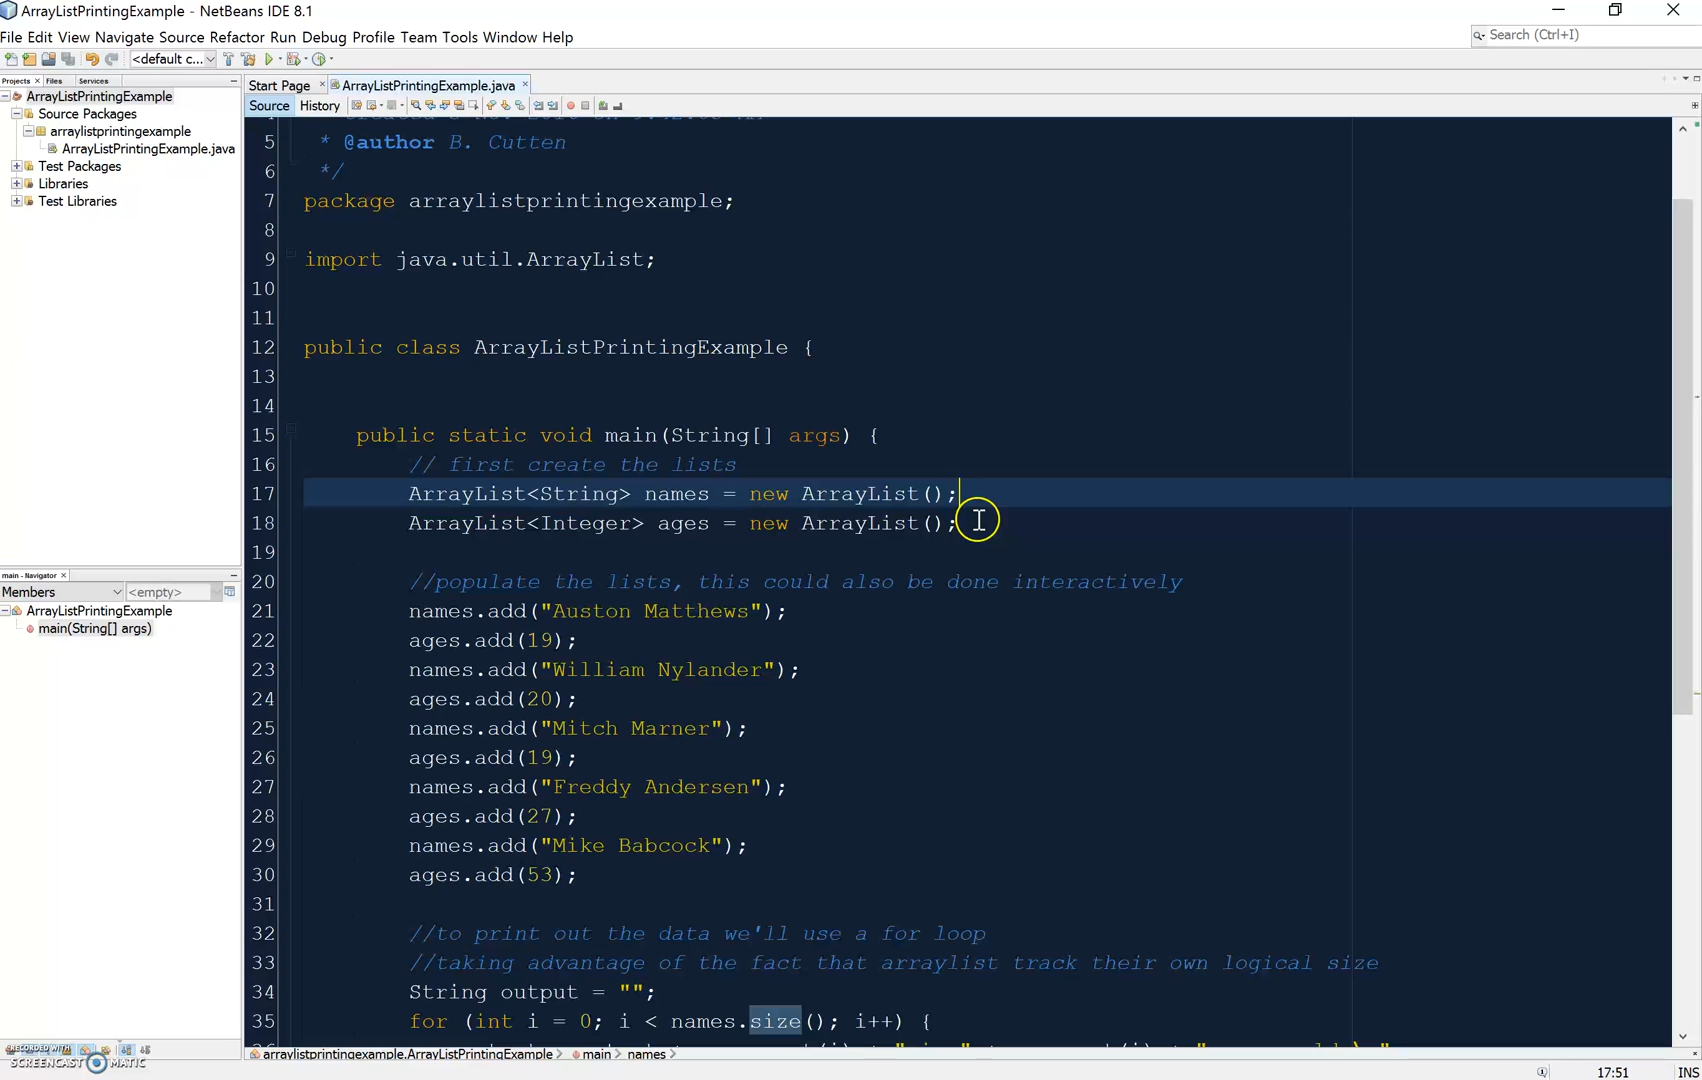 ArrayListPrintingExample - NetBeans IDE 8.1
File Edit View Navigate Source Refactor Run Debug Profile Team Tools Window Help
Search (Ctrl+I)
<default c...
Projects Files Services
ArrayListPrintingExample
Source Packages
arraylistprintingexample
ArrayListPrintingExample.java
Test Packages
Libraries
Test Libraries
main - Navigator
Members
<empty>
ArrayListPrintingExample
main(String[] args)
Start Page ArrayListPrintingExample.java
Source History
5 * @author B. Cutten
6 */
7 package arraylistprintingexample;
8
9 import java.util.ArrayList;
10
11
12 public class ArrayListPrintingExample {
13
14
15 public static void main(String[] args) {
16 // first create the lists
17 ArrayList<String> names = new ArrayList();
18 ArrayList<Integer> ages = new ArrayList();
19
20 //populate the lists, this could also be done interactively
21 names.add("Auston Matthews");
22 ages.add(19);
23 names.add("William Nylander");
24 ages.add(20);
25 names.add("Mitch Marner");
26 ages.add(19);
27 names.add("Freddy Andersen");
28 ages.add(27);
29 names.add("Mike Babcock");
30 ages.add(53);
31
32 //to print out the data we'll use a for loop
33 //taking advantage of the fact that arraylist track their own logical size
34 String output = "";
35 for (int i = 0; i < names.size(); i++) {
arraylistprintingexample.ArrayListPrintingExample main names
RECORDED WITH
SCREENCAST MATIC
17:51 INS